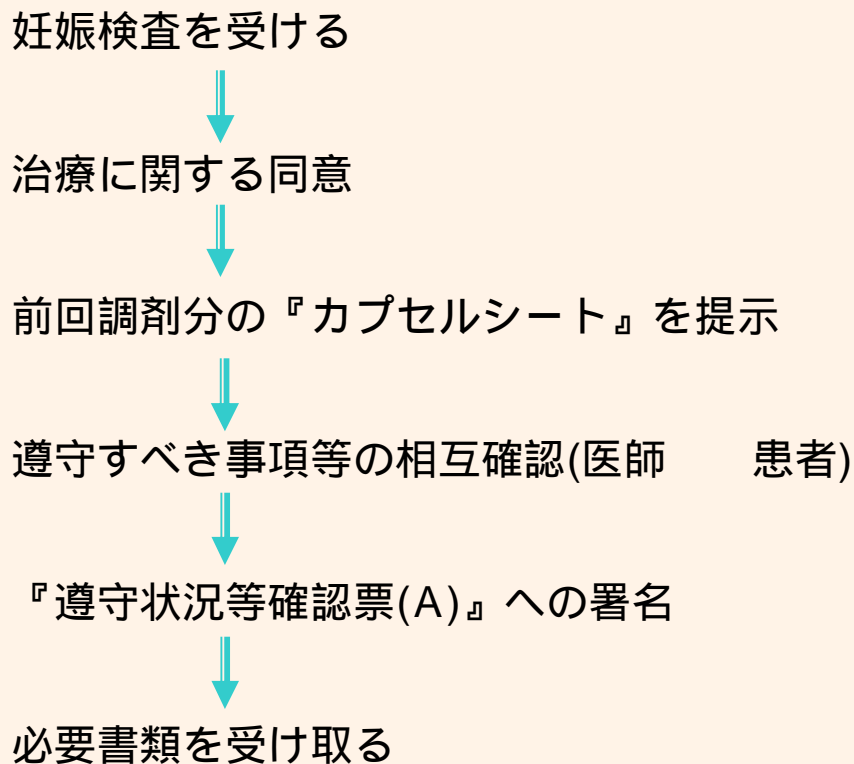 妊娠検査を受ける
治療に関する同意
前回調剤分の『カプセルシート』を提示
遵守すべき事項等の相互確認(医師　　患者)
『遵守状況等確認票(A)』への署名
必要書類を受け取る